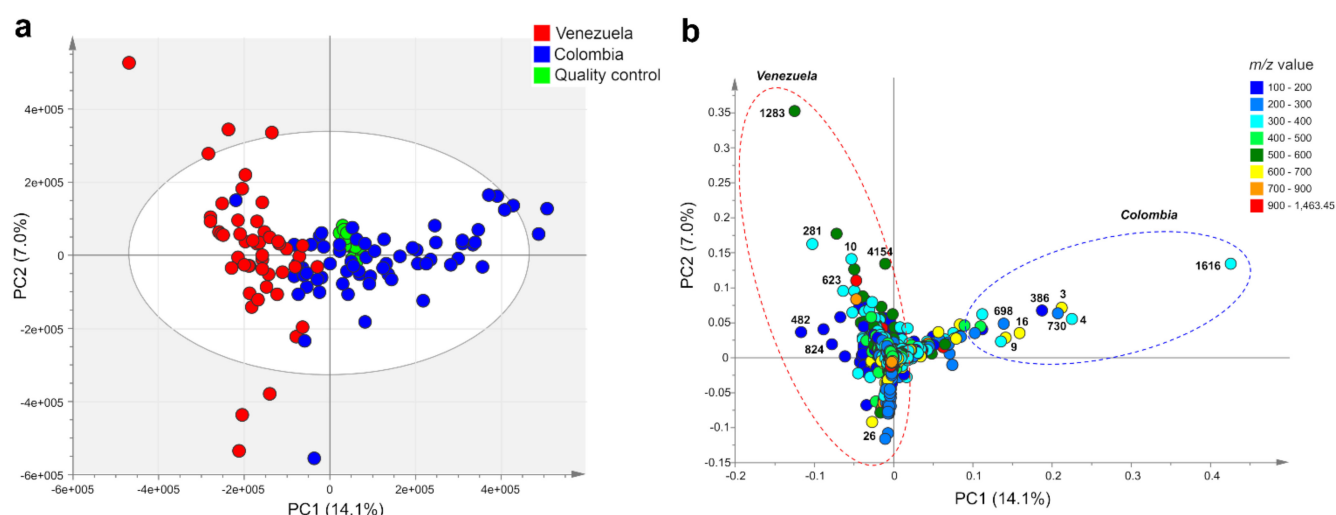 a
Venezuela
Colombia
Quality control
4e+005
2e+005
0
-2e+005
-4e+005
-6e+005
PC2 (7.0%)
-6e+005 -4e+005 -2e+005 0 2e+005 4e+005
PC1 (14.1%)
b
m/z value
100 - 200
200 - 300
300 - 400
400 - 500
500 - 600
600 - 700
700 - 900
900 - 1,463.45
Venezuela
Colombia
1283
281
10
4154
623
482
824
26
1616
3
386
698
730
4
16
9
0.35
0.3
0.25
0.2
0.15
0.1
0.05
0
-0.05
-0.1
-0.15
PC2 (7.0%)
-0.2 -0.1 0 0.1 0.2 0.3 0.4
PC1 (14.1%)